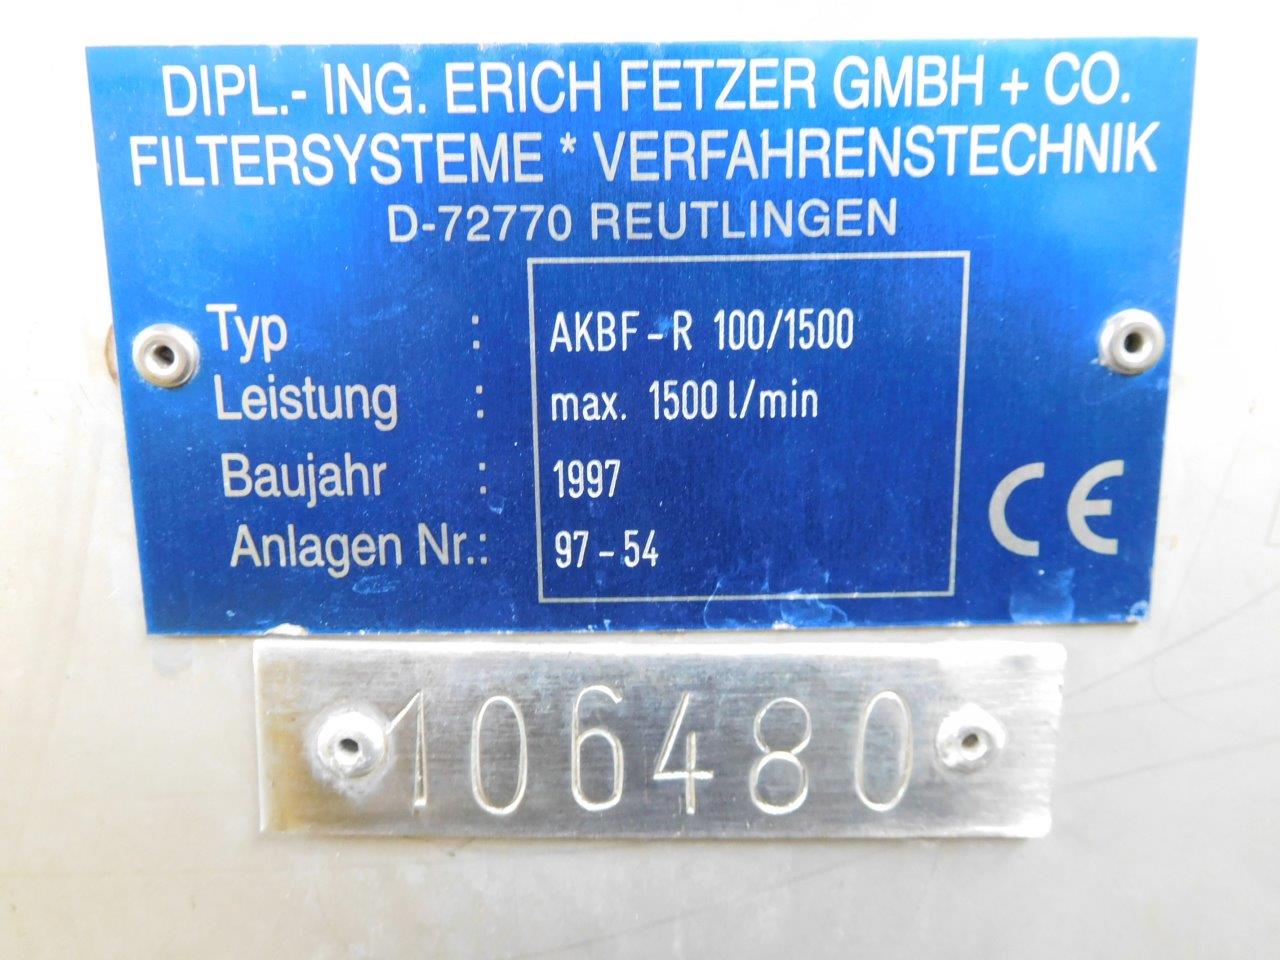 DIPL.- ING. ERICH FETZER GMBH + CO.
FILTERSYSTEME * VERFAHRENSTECHNIK
D-72770 REUTLINGEN
Typ : AKBF - R 100/1500
Leistung : max. 1500 l/min
Baujahr : 1997
Anlagen Nr.: 97 - 54
CE
106480